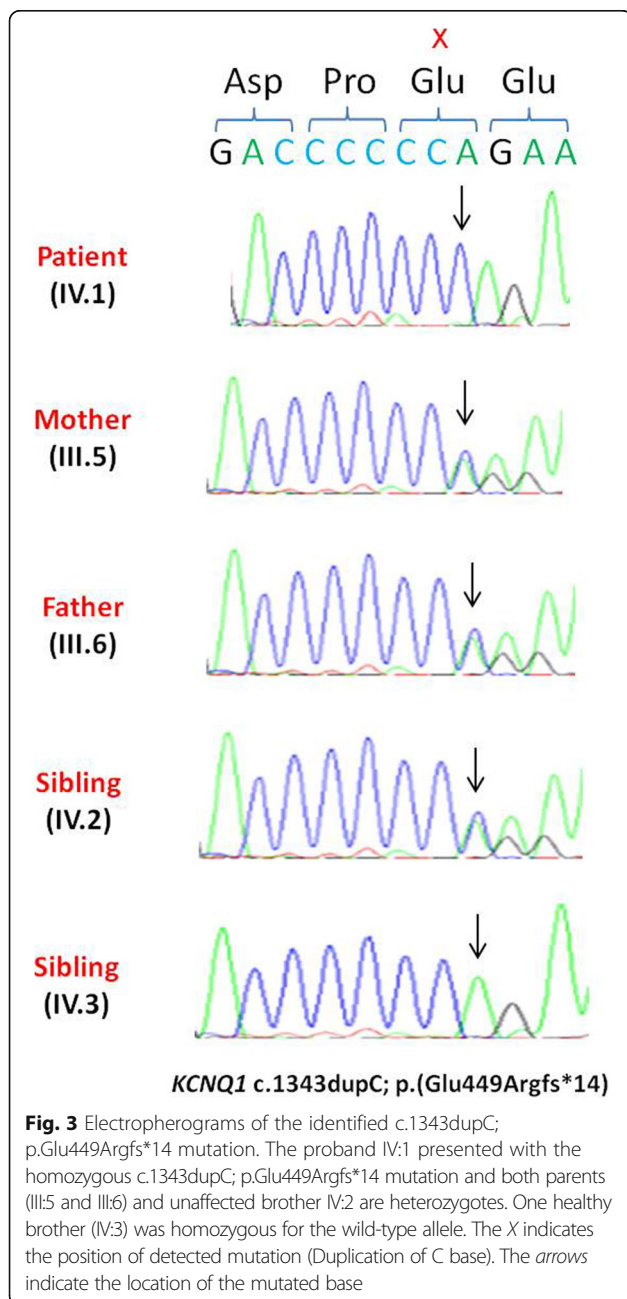 X
Asp Pro Glu Glu
G A C C C C C C A G A A
Patient
(IV.1)
Mother
(III.5)
Father
(III.6)
Sibling
(IV.2)
Sibling
(IV.3)
KCNQ1 c.1343dupC; p.(Glu449Argfs*14)
Fig. 3 Electropherograms of the identified c.1343dupC;
p.Glu449Argfs*14 mutation. The proband IV:1 presented with the
homozygous c.1343dupC; p.Glu449Argfs*14 mutation and both parents
(III:5 and III:6) and unaffected brother IV:2 are heterozygotes. One healthy
brother (IV:3) was homozygous for the wild-type allele. The X indicates
the position of detected mutation (Duplication of C base). The arrows
indicate the location of the mutated base